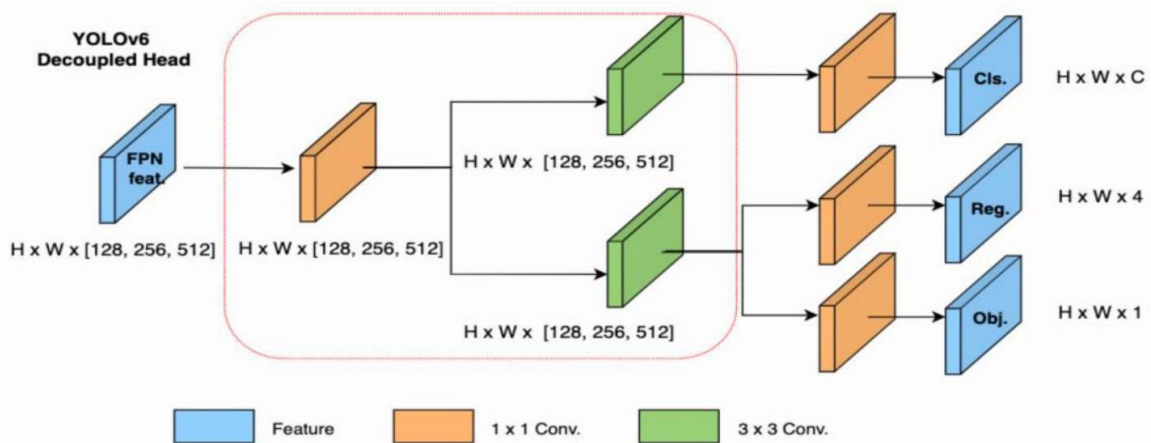 YOLOv6
Decoupled Head
FPN
feat.
H x W x [128, 256, 512]
H x W x [128, 256, 512]
H x W x [128, 256, 512]
H x W x [128, 256, 512]
Cls.
H x W x C
Reg.
H x W x 4
Obj.
H x W x 1
Feature
1 x 1 Conv.
3 x 3 Conv.